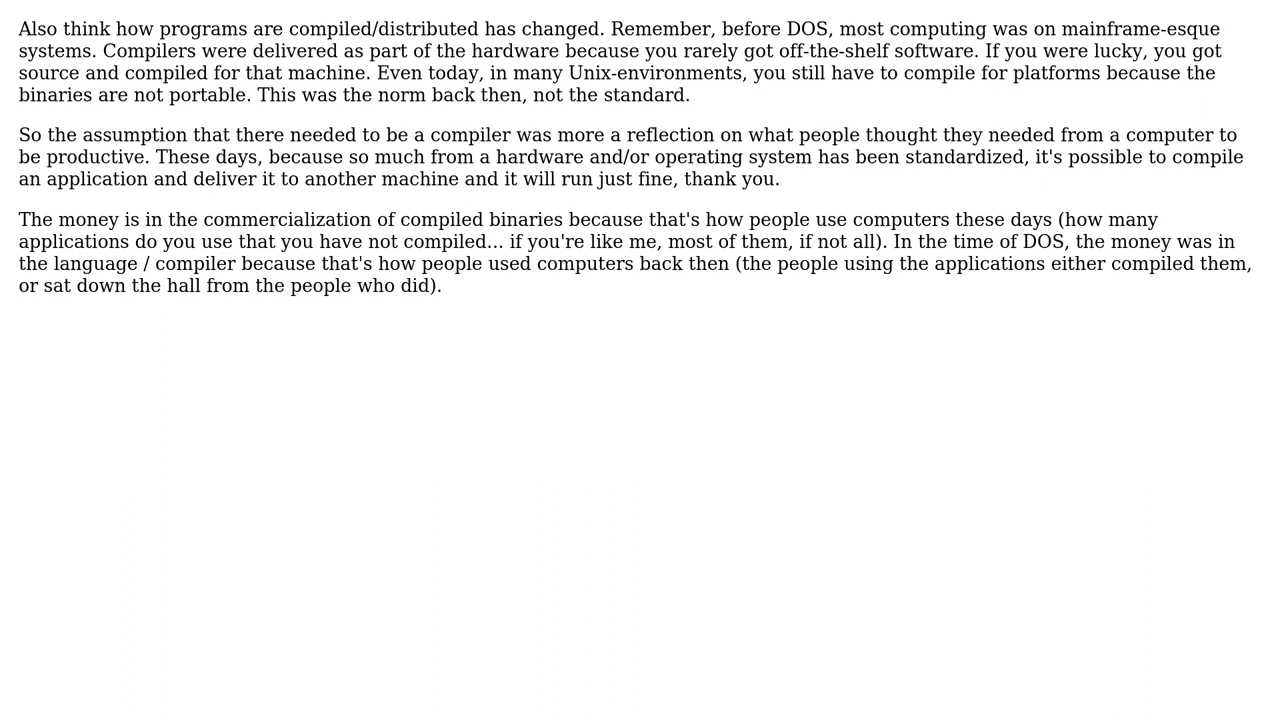 Also think how programs are compiled/distributed has changed. Remember, before DOS, most computing was on mainframe-esque
systems. Compilers were delivered as part of the hardware because you rarely got off-the-shelf software. If you were lucky, you got
source and compiled for that machine. Even today, in many Unix-environments, you still have to compile for platforms because the
binaries are not portable. This was the norm back then, not the standard.
So the assumption that there needed to be a compiler was more a reflection on what people thought they needed from a computer to
be productive. These days, because so much from a hardware and/or operating system has been standardized, it's possible to compile
an application and deliver it to another machine and it will run just fine, thank you.
The money is in the commercialization of compiled binaries because that's how people use computers these days (how many
applications do you use that you have not compiled... if you're like me, most of them, if not all). In the time of DOS, the money was in
the language / compiler because that's how people used computers back then (the people using the applications either compiled them,
or sat down the hall from the people who did).